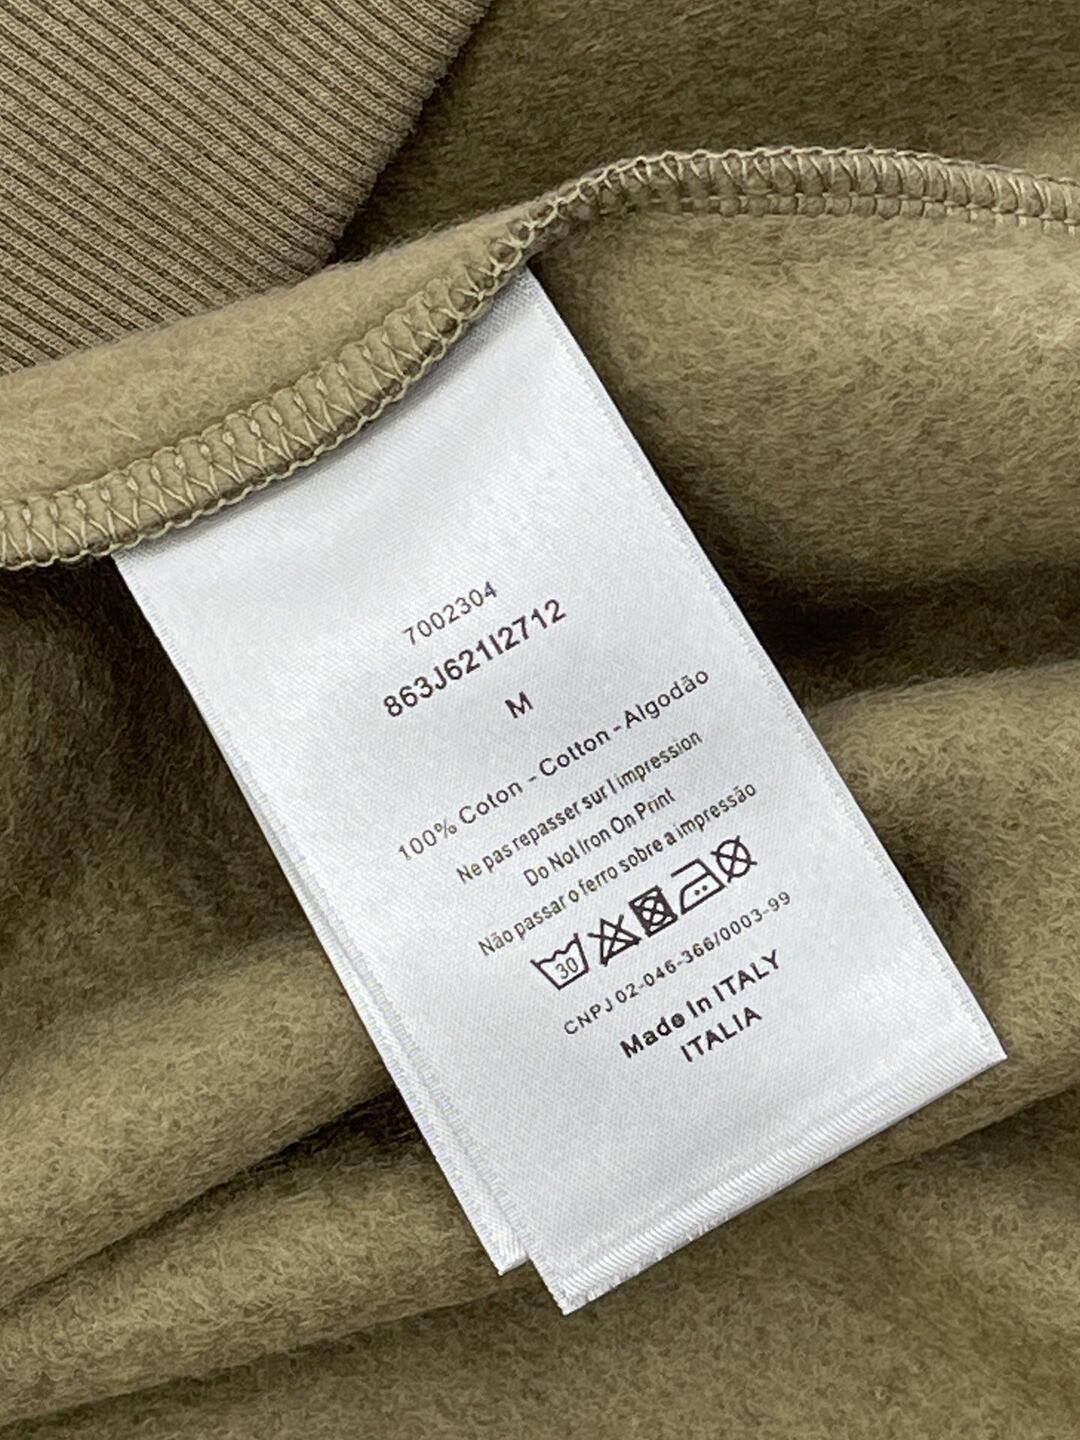 7002304
863J621I2712
M
100% Coton - Cotton - Algodão
Ne pas repasser sur l impression
Do Not Iron On Print
Não passar o ferro sobre a impressão
30
CNPJ 02-046-366/0003-99
Made In ITALY
ITALIA